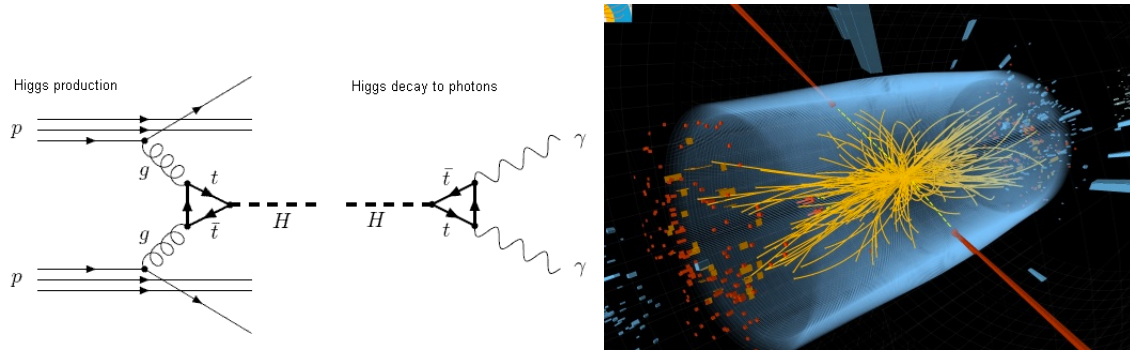 Higgs production
Higgs decay to photons
p
g
t
t̄
H
g
p
H
t̄
t
γ
γ